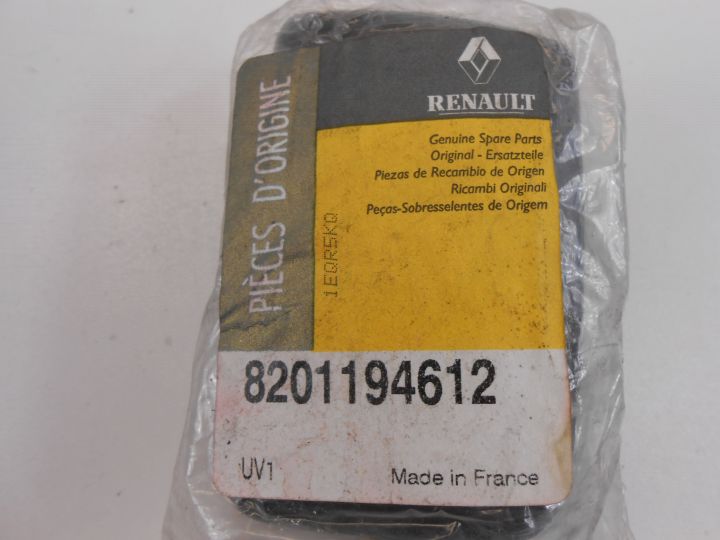 RENAULT
PIÈCES D'ORIGINE
Genuine Spare Parts
Original - Ersatzteile
Piezas de Recambio de Origen
Ricambi Originali
Peças-Sobresselentes de Origem
1EQR5KQ
8201194612
UV1
Made in France